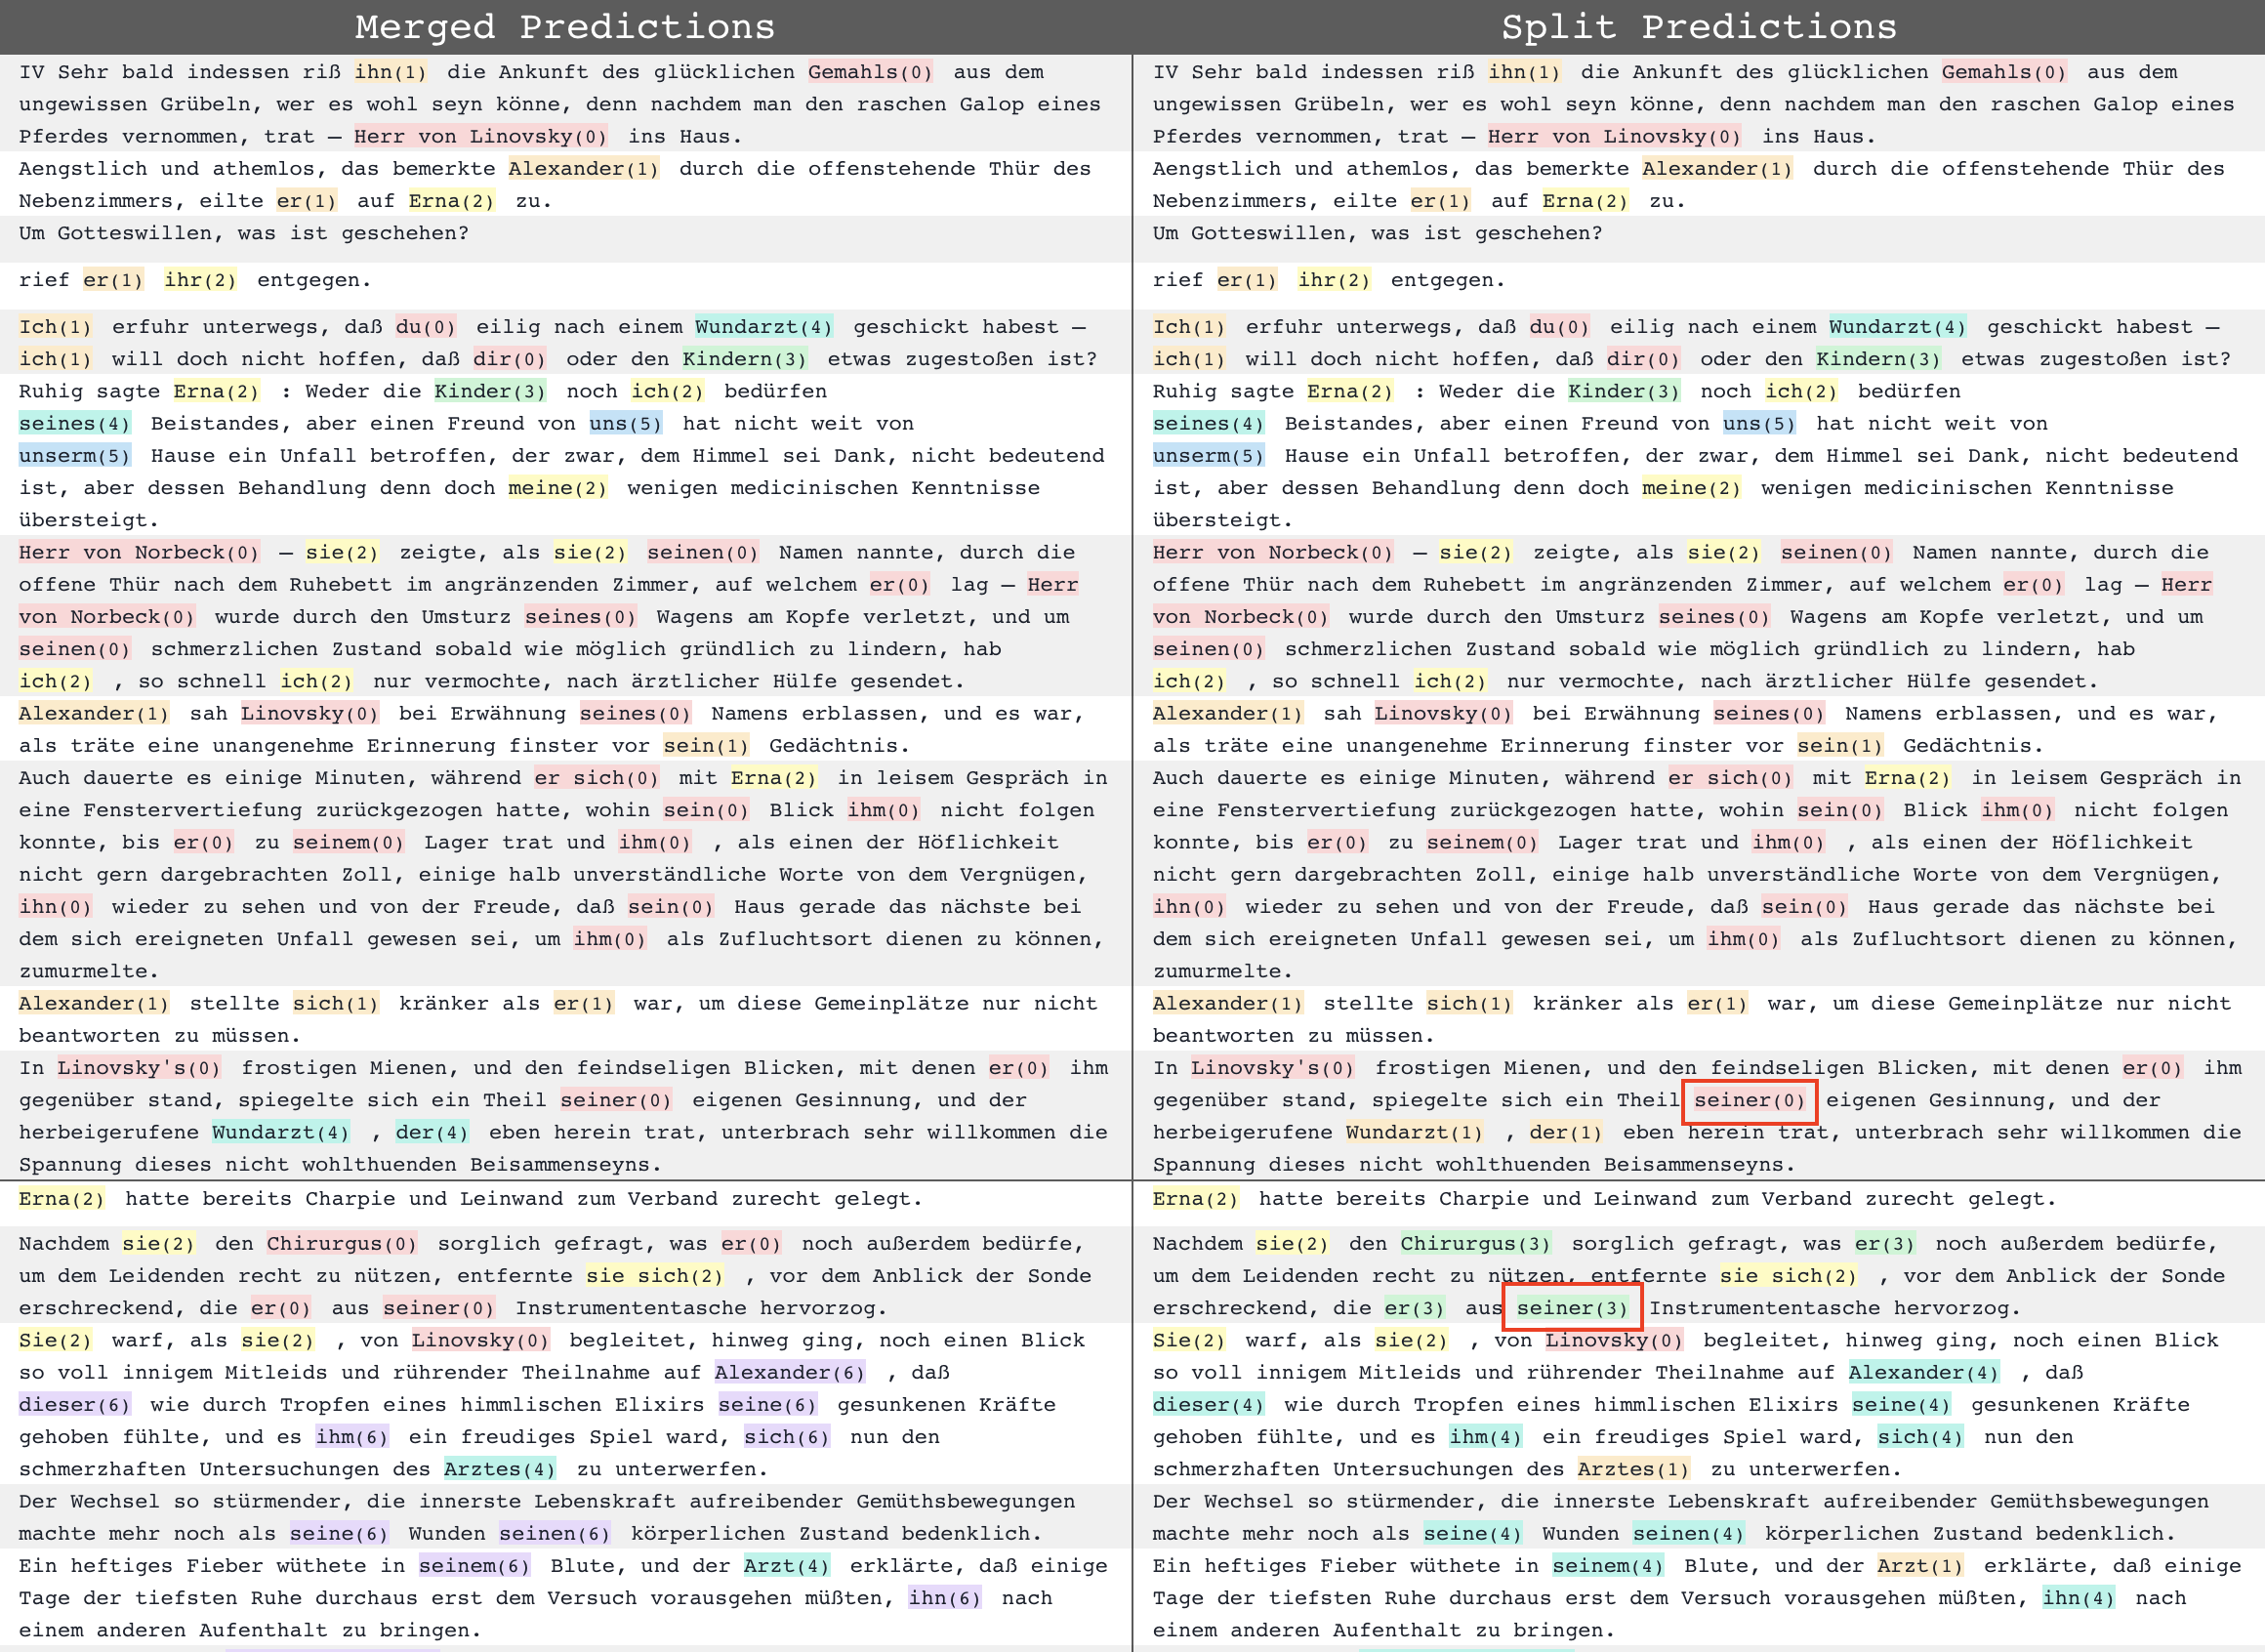 Merged Predictions
IV Sehr bald indessen riß ihn(1) die Ankunft des glücklichen Gemahls(0) aus dem
ungewissen Grübeln, wer es wohl seyn könne, denn nachdem man den raschen Galop eines
Pferdes vernommen, trat — Herr von Linovsky(0) ins Haus.
Aengstlich und athemlos, das bemerkte Alexander(1) durch die offenstehende Thür des
Nebenzimmers, eilte er(1) auf Erna(2) zu.
Um Gotteswillen, was ist geschehen?
rief er(1) ihr(2) entgegen.
Ich(1) erfuhr unterwegs, daß du(0) eilig nach einem Wundarzt(4) geschickt habest —
ich(1) will doch nicht hoffen, daß dir(0) oder den Kindern(3) etwas zugestoßen ist?
Ruhig sagte Erna(2) : Weder die Kinder(3) noch ich(2) bedürfen
seines(4) Beistandes, aber einen Freund von uns(5) hat nicht weit von
unserm(5) Hause ein Unfall betroffen, der zwar, dem Himmel sei Dank, nicht bedeutend
ist, aber dessen Behandlung denn doch meine(2) wenigen medicinischen Kenntnisse
übersteigt.
Herr von Norbeck(0) — sie(2) zeigte, als sie(2) seinen(0) Namen nannte, durch die
offene Thür nach dem Ruhebett im angränzenden Zimmer, auf welchem er(0) lag — Herr
von Norbeck(0) wurde durch den Umsturz seines(0) Wagens am Kopfe verletzt, und um
seinen(0) schmerzlichen Zustand sobald wie möglich gründlich zu lindern, hab
ich(2) , so schnell ich(2) nur vermochte, nach ärztlicher Hülfe gesendet.
Alexander(1) sah Linovsky(0) bei Erwähnung seines(0) Namens erblassen, und es war,
als träte eine unangenehme Erinnerung finster vor sein(1) Gedächtnis.
Auch dauerte es einige Minuten, während er sich(0) mit Erna(2) in leisem Gespräch in
eine Fenstervertiefung zurückgezogen hatte, wohin sein(0) Blick ihm(0) nicht folgen
konnte, bis er(0) zu seinem(0) Lager trat und ihm(0) , als einen der Höflichkeit
nicht gern dargebrachten Zoll, einige halb unverständliche Worte von dem Vergnügen,
ihn(0) wieder zu sehen und von der Freude, daß sein(0) Haus gerade das nächste bei
dem sich ereigneten Unfall gewesen sei, um ihm(0) als Zufluchtsort dienen zu können,
zumurmelte.
Alexander(1) stellte sich(1) kränker als er(1) war, um diese Gemeinplätze nur nicht
beantworten zu müssen.
In Linovsky's(0) frostigen Mienen, und den feindseligen Blicken, mit denen er(0) ihm
gegenüber stand, spiegelte sich ein Theil seiner(0) eigenen Gesinnung, und der
herbeigerufene Wundarzt(4) , der(4) eben herein trat, unterbrach sehr willkommen die
Spannung dieses nicht wohlthuenden Beisammenseyns.
Erna(2) hatte bereits Charpie und Leinwand zum Verband zurecht gelegt.
Nachdem sie(2) den Chirurgus(0) sorglich gefragt, was er(0) noch außerdem bedürfe,
um dem Leidenden recht zu nützen, entfernte sie sich(2) , vor dem Anblick der Sonde
erschreckend, die er(0) aus seiner(0) Instrumententasche hervorzog.
Sie(2) warf, als sie(2) , von Linovsky(0) begleitet, hinweg ging, noch einen Blick
so voll innigem Mitleids und rührender Theilnahme auf Alexander(6) , daß
dieser(6) wie durch Tropfen eines himmlischen Elixirs seine(6) gesunkenen Kräfte
gehoben fühlte, und es ihm(6) ein freudiges Spiel ward, sich(6) nun den
schmerzhaften Untersuchungen des Arztes(4) zu unterwerfen.
Der Wechsel so stürmender, die innerste Lebenskraft aufreibender Gemüthsbewegungen
machte mehr noch als seine(6) Wunden seinen(6) körperlichen Zustand bedenklich.
Ein heftiges Fieber wüthete in seinem(6) Blute, und der Arzt(4) erklärte, daß einige
Tage der tiefsten Ruhe durchaus erst dem Versuch vorausgehen müßten, ihn(6) nach
einem anderen Aufenthalt zu bringen.
Split Predictions
IV Sehr bald indessen riß ihn(1) die Ankunft des glücklichen Gemahls(0) aus dem
ungewissen Grübeln, wer es wohl seyn könne, denn nachdem man den raschen Galop eines
Pferdes vernommen, trat — Herr von Linovsky(0) ins Haus.
Aengstlich und athemlos, das bemerkte Alexander(1) durch die offenstehende Thür des
Nebenzimmers, eilte er(1) auf Erna(2) zu.
Um Gotteswillen, was ist geschehen?
rief er(1) ihr(2) entgegen.
Ich(1) erfuhr unterwegs, daß du(0) eilig nach einem Wundarzt(4) geschickt habest —
ich(1) will doch nicht hoffen, daß dir(0) oder den Kindern(3) etwas zugestoßen ist?
Ruhig sagte Erna(2) : Weder die Kinder(3) noch ich(2) bedürfen
seines(4) Beistandes, aber einen Freund von uns(5) hat nicht weit von
unserm(5) Hause ein Unfall betroffen, der zwar, dem Himmel sei Dank, nicht bedeutend
ist, aber dessen Behandlung denn doch meine(2) wenigen medicinischen Kenntnisse
übersteigt.
Herr von Norbeck(0) — sie(2) zeigte, als sie(2) seinen(0) Namen nannte, durch die
offene Thür nach dem Ruhebett im angränzenden Zimmer, auf welchem er(0) lag — Herr
von Norbeck(0) wurde durch den Umsturz seines(0) Wagens am Kopfe verletzt, und um
seinen(0) schmerzlichen Zustand sobald wie möglich gründlich zu lindern, hab
ich(2) , so schnell ich(2) nur vermochte, nach ärztlicher Hülfe gesendet.
Alexander(1) sah Linovsky(0) bei Erwähnung seines(0) Namens erblassen, und es war,
als träte eine unangenehme Erinnerung finster vor sein(1) Gedächtnis.
Auch dauerte es einige Minuten, während er sich(0) mit Erna(2) in leisem Gespräch in
eine Fenstervertiefung zurückgezogen hatte, wohin sein(0) Blick ihm(0) nicht folgen
konnte, bis er(0) zu seinem(0) Lager trat und ihm(0) , als einen der Höflichkeit
nicht gern dargebrachten Zoll, einige halb unverständliche Worte von dem Vergnügen,
ihn(0) wieder zu sehen und von der Freude, daß sein(0) Haus gerade das nächste bei
dem sich ereigneten Unfall gewesen sei, um ihm(0) als Zufluchtsort dienen zu können,
zumurmelte.
Alexander(1) stellte sich(1) kränker als er(1) war, um diese Gemeinplätze nur nicht
beantworten zu müssen.
In Linovsky's(0) frostigen Mienen, und den feindseligen Blicken, mit denen er(0) ihm
gegenüber stand, spiegelte sich ein Theil seiner(0) eigenen Gesinnung, und der
herbeigerufene Wundarzt(1) , der(1) eben herein trat, unterbrach sehr willkommen die
Spannung dieses nicht wohlthuenden Beisammenseyns.
Erna(2) hatte bereits Charpie und Leinwand zum Verband zurecht gelegt.
Nachdem sie(2) den Chirurgus(3) sorglich gefragt, was er(3) noch außerdem bedürfe,
um dem Leidenden recht zu nützen, entfernte sie sich(2) , vor dem Anblick der Sonde
erschreckend, die er(3) aus seiner(3) Instrumententasche hervorzog.
Sie(2) warf, als sie(2) , von Linovsky(0) begleitet, hinweg ging, noch einen Blick
so voll innigem Mitleids und rührender Theilnahme auf Alexander(4) , daß
dieser(4) wie durch Tropfen eines himmlischen Elixirs seine(4) gesunkenen Kräfte
gehoben fühlte, und es ihm(4) ein freudiges Spiel ward, sich(4) nun den
schmerzhaften Untersuchungen des Arztes(1) zu unterwerfen.
Der Wechsel so stürmender, die innerste Lebenskraft aufreibender Gemüthsbewegungen
machte mehr noch als seine(4) Wunden seinen(4) körperlichen Zustand bedenklich.
Ein heftiges Fieber wüthete in seinem(4) Blute, und der Arzt(1) erklärte, daß einige
Tage der tiefsten Ruhe durchaus erst dem Versuch vorausgehen müßten, ihn(4) nach
einem anderen Aufenthalt zu bringen.